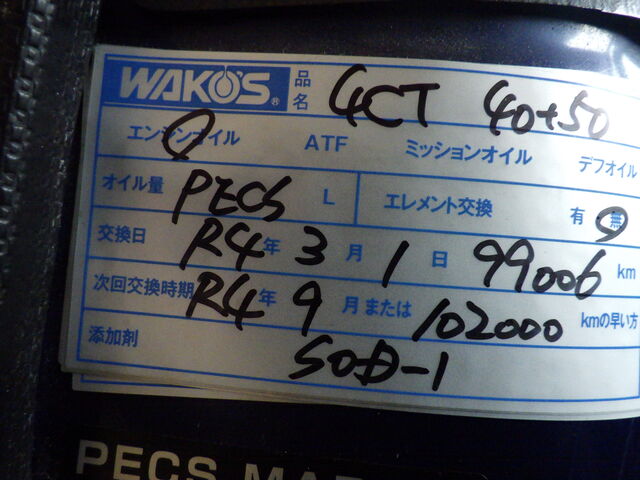 WAKO'S® 品名 4CT 40+50
エンジンオイル ATF ミッションオイル デフオイル
オイル量 PECS L エレメント交換 有 無
交換日 R4年 3月 1日 99006 km
次回交換時期 R4年 9月または 102000 kmの早い方
添加剤 SOD-1
PECS